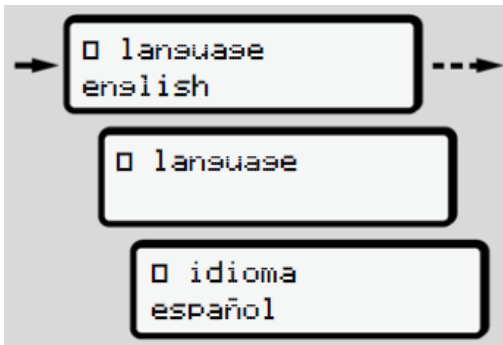 □ language
english
□ language
□ idioma
español